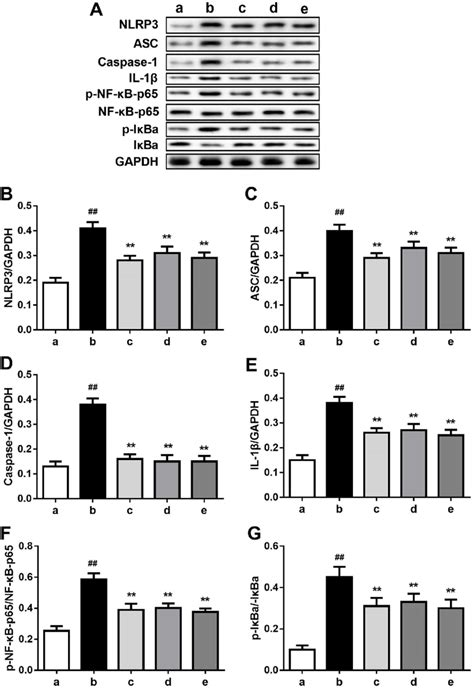 A
a b c d e
NLRP3
ASC
Caspase-1
IL-1β
p-NF-κB-p65
NF-κB-p65
p-IκBa
IκBa
GAPDH
B
NLRP3/GAPDH
0.5
0.4
0.3
0.2
0.1
0.0
##
**
**
**
a b c d e
C
ASC/GAPDH
0.5
0.4
0.3
0.2
0.1
0.0
##
**
**
**
a b c d e
D
Caspase-1/GAPDH
0.5
0.4
0.3
0.2
0.1
0.0
##
**
**
**
a b c d e
E
IL-1β/GAPDH
0.5
0.4
0.3
0.2
0.1
0.0
##
**
**
**
a b c d e
F
p-NF-κB-p65/NF-κB-p65
0.8
0.6
0.4
0.2
0.0
##
**
**
**
a b c d e
G
p-IκBa/-IκBa
0.6
0.4
0.2
0.0
##
**
**
**
a b c d e